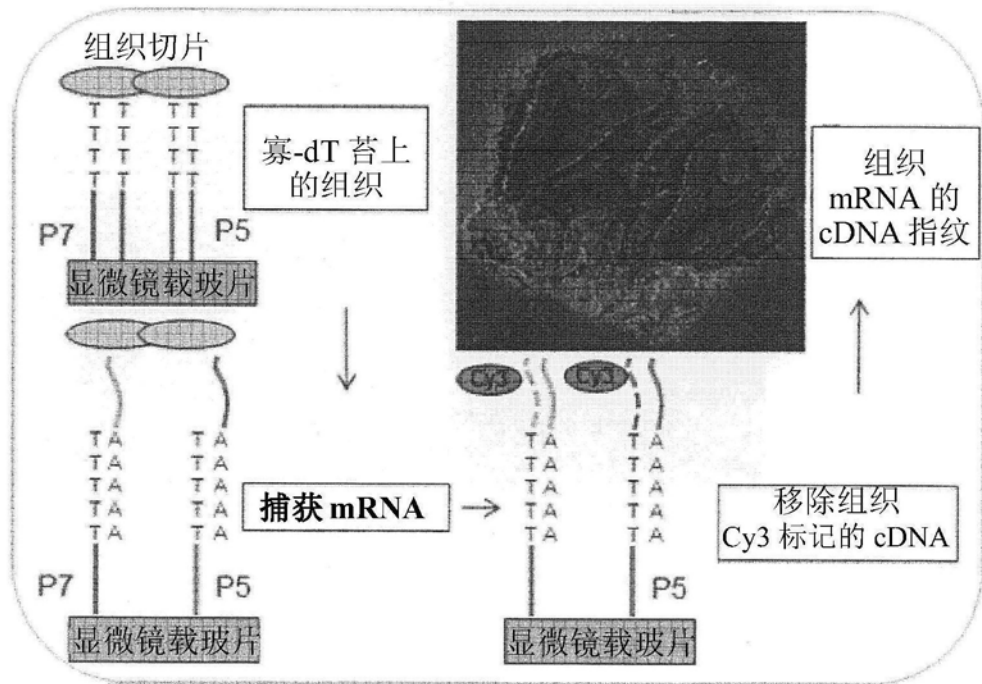 组织切片
T T T T
T T T T
T T T T
T T T T
P7 P5
显微镜载玻片
寡-dT 苔上
的组织
T A T A
T A T A
T A T A
T A T A
T A T A
P7 P5
显微镜载玻片
捕获 mRNA
Cy3 Cy3
T A T A
T A T A
T A T A
T A T A
T A T A
P5
显微镜载玻片
移除组织
Cy3 标记的 cDNA
组织
mRNA 的
cDNA 指纹